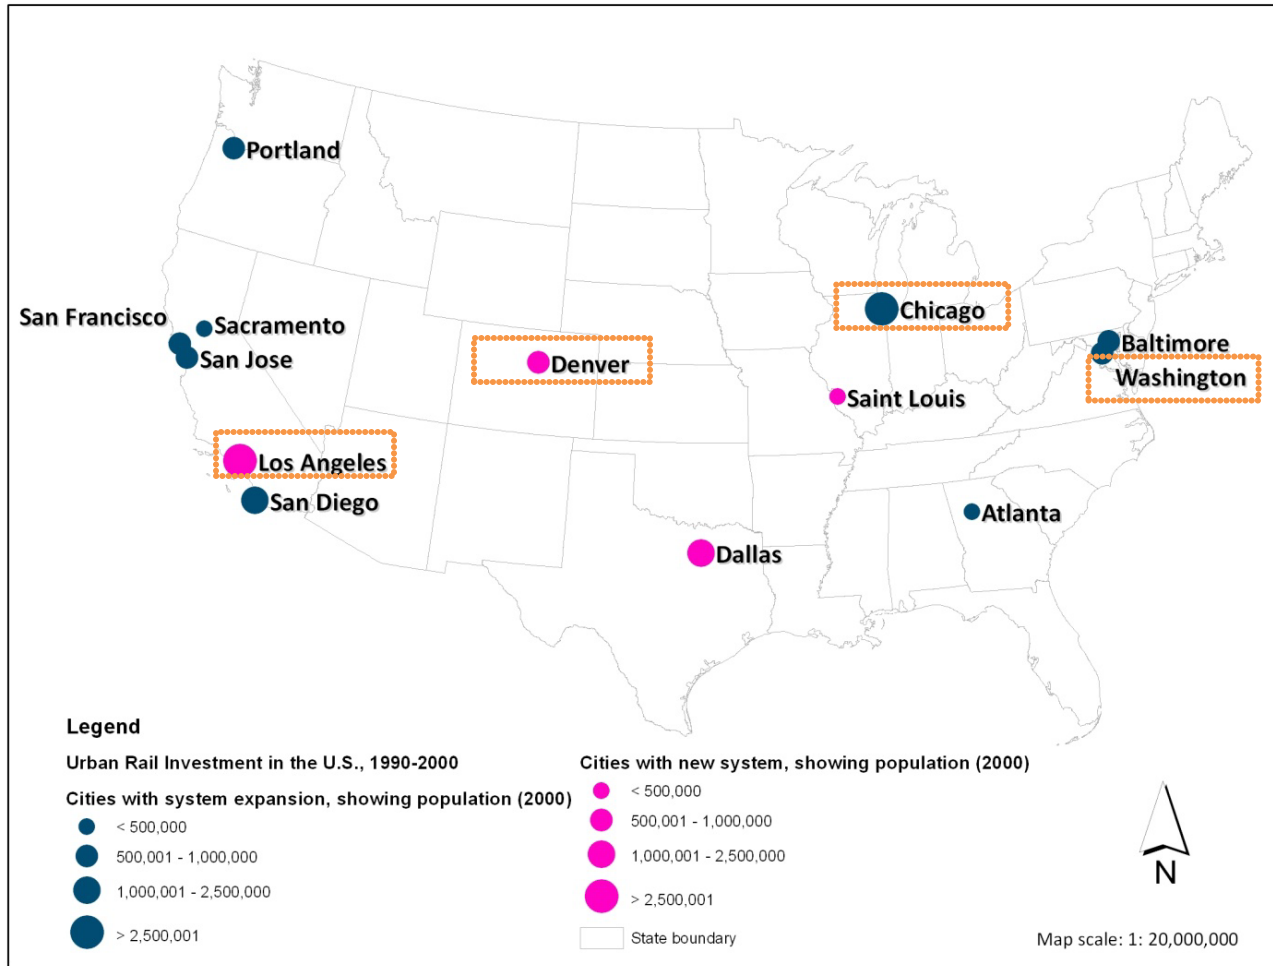 Portland
San Francisco
Sacramento
San Jose
Chicago
Baltimore
Denver
Washington
Saint Louis
Los Angeles
San Diego
Atlanta
Dallas
Legend
Urban Rail Investment in the U.S., 1990-2000
Cities with system expansion, showing population (2000)
< 500,000
500,001 - 1,000,000
1,000,001 - 2,500,000
> 2,500,001
Cities with new system, showing population (2000)
< 500,000
500,001 - 1,000,000
1,000,001 - 2,500,000
> 2,500,001
State boundary
N
Map scale: 1: 20,000,000